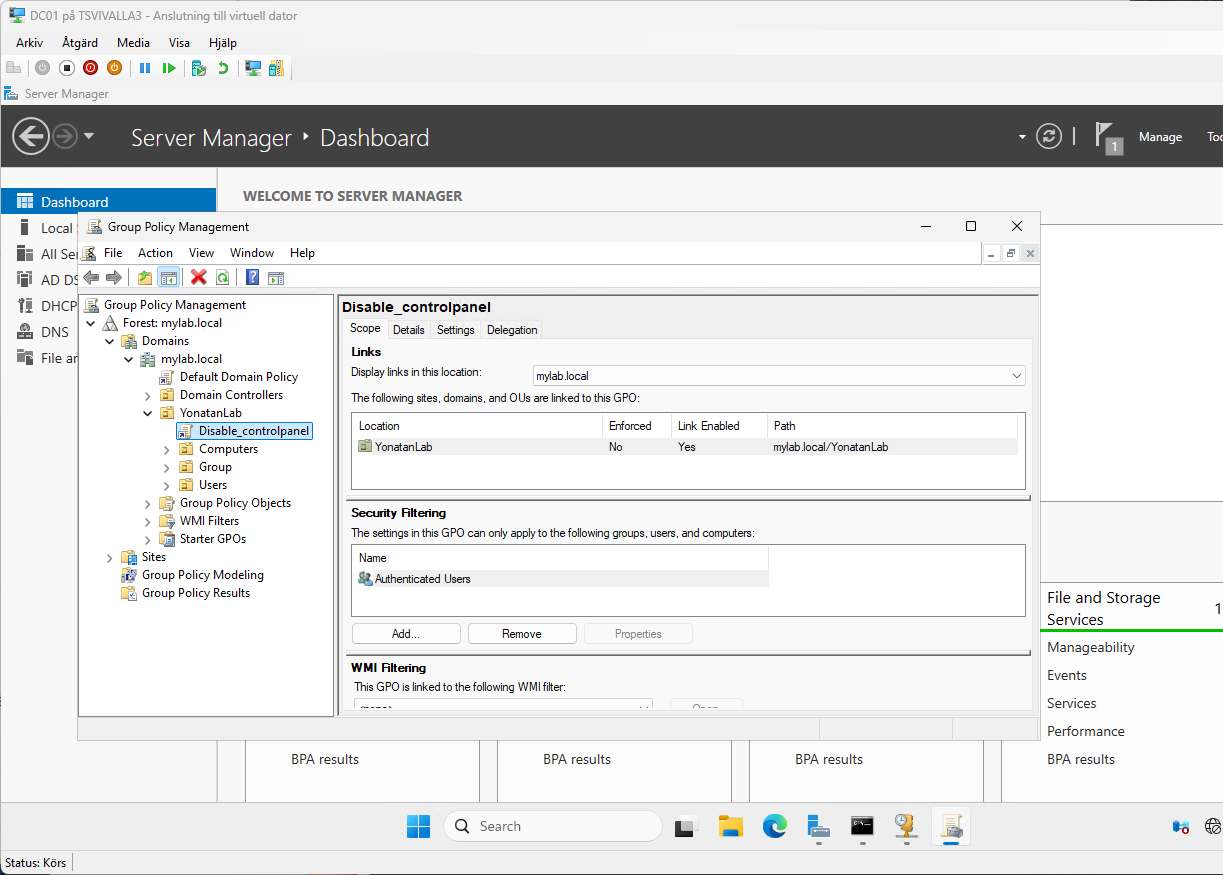 DC01 på TSVIVALLA3 - Anslutning till virtuell dator
Arkiv Åtgärd Media Visa Hjälp
Server Manager
Server Manager Dashboard
1 Manage
Dashboard
WELCOME TO SERVER MANAGER
Local
All
AD DS
DHCP
DNS
File
Group Policy Management
File Action View Window Help
Group Policy Management
Forest: mylab.local
Domains
mylab.local
Default Domain Policy
Domain Controllers
YonatanLab
Disable_controlpanel
Computers
Group
Users
Group Policy Objects
WMI Filters
Starter GPOs
Sites
Group Policy Modeling
Group Policy Results
Disable_controlpanel
Scope Details Settings Delegation
Links
Display links in this location: mylab.local
The following sites, domains, and OUs are linked to this GPO:
Location Enforced Link Enabled Path
YonatanLab No Yes mylab.local/YonatanLab
Security Filtering
The settings in this GPO can only apply to the following groups, users, and computers:
Name
Authenticated Users
Add... Remove Properties
WMI Filtering
This GPO is linked to the following WMI filter:
File and Storage
Services 1
Manageability
Events
Services
Performance
BPA results BPA results BPA results BPA results
Search
Status: Körs